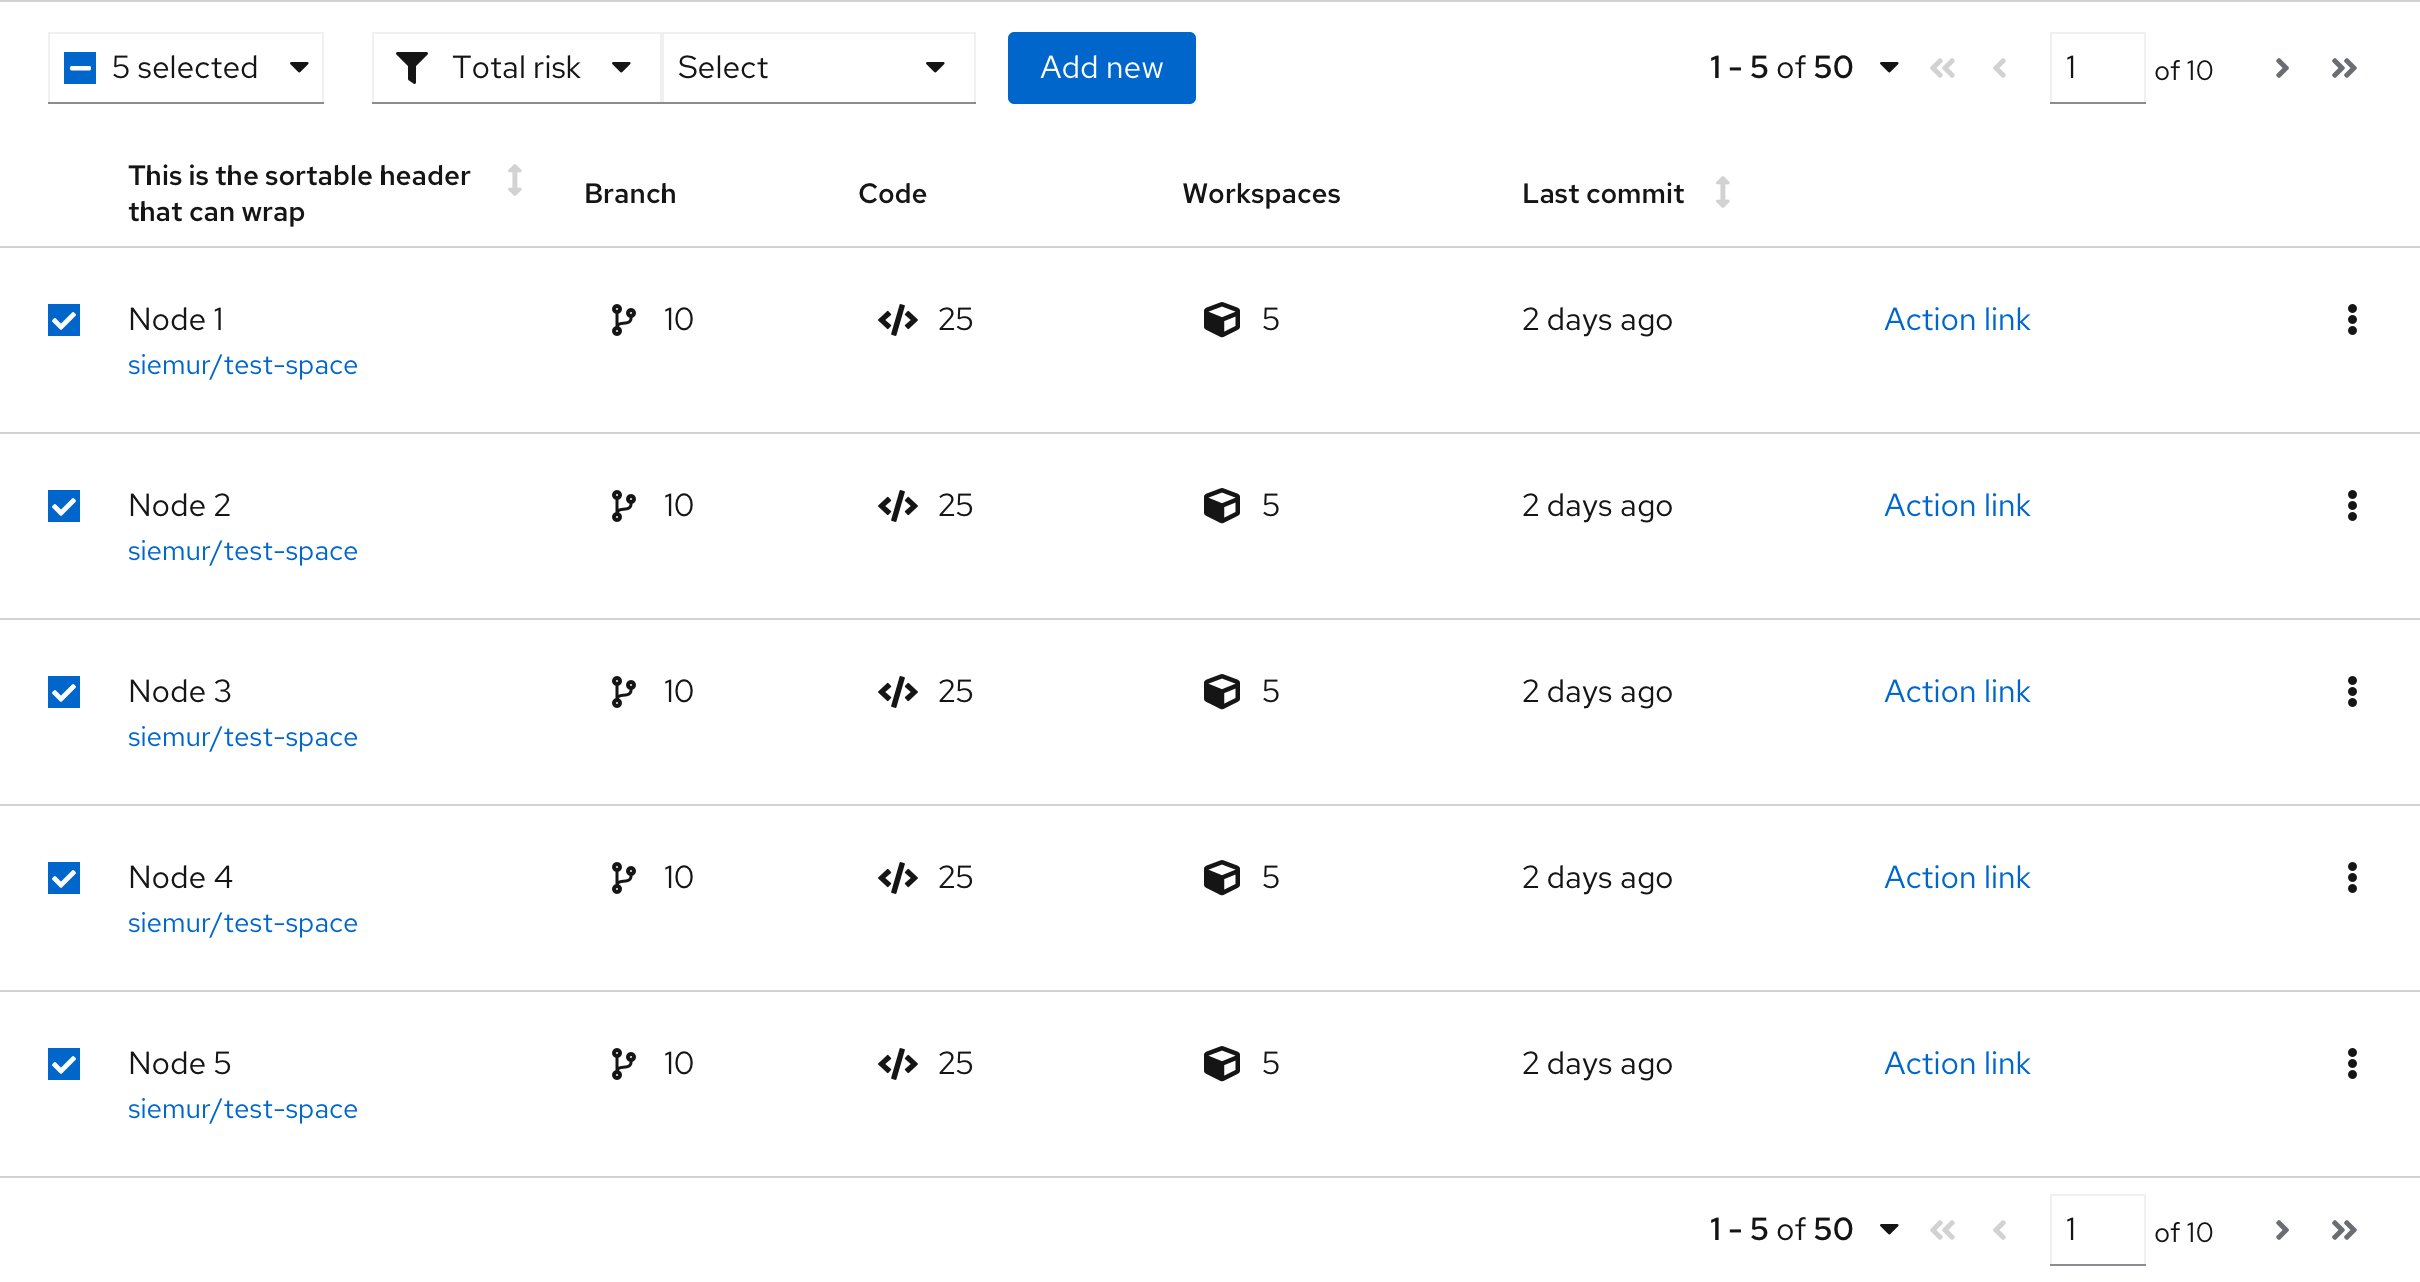 5 selected Total risk Select Add new 1 - 5 of 50 1 of 10
This is the sortable header
that can wrap Branch Code Workspaces Last commit
Node 1 10 25 5 2 days ago Action link
siemur/test-space
Node 2 10 25 5 2 days ago Action link
siemur/test-space
Node 3 10 25 5 2 days ago Action link
siemur/test-space
Node 4 10 25 5 2 days ago Action link
siemur/test-space
Node 5 10 25 5 2 days ago Action link
siemur/test-space
1 - 5 of 50 1 of 10